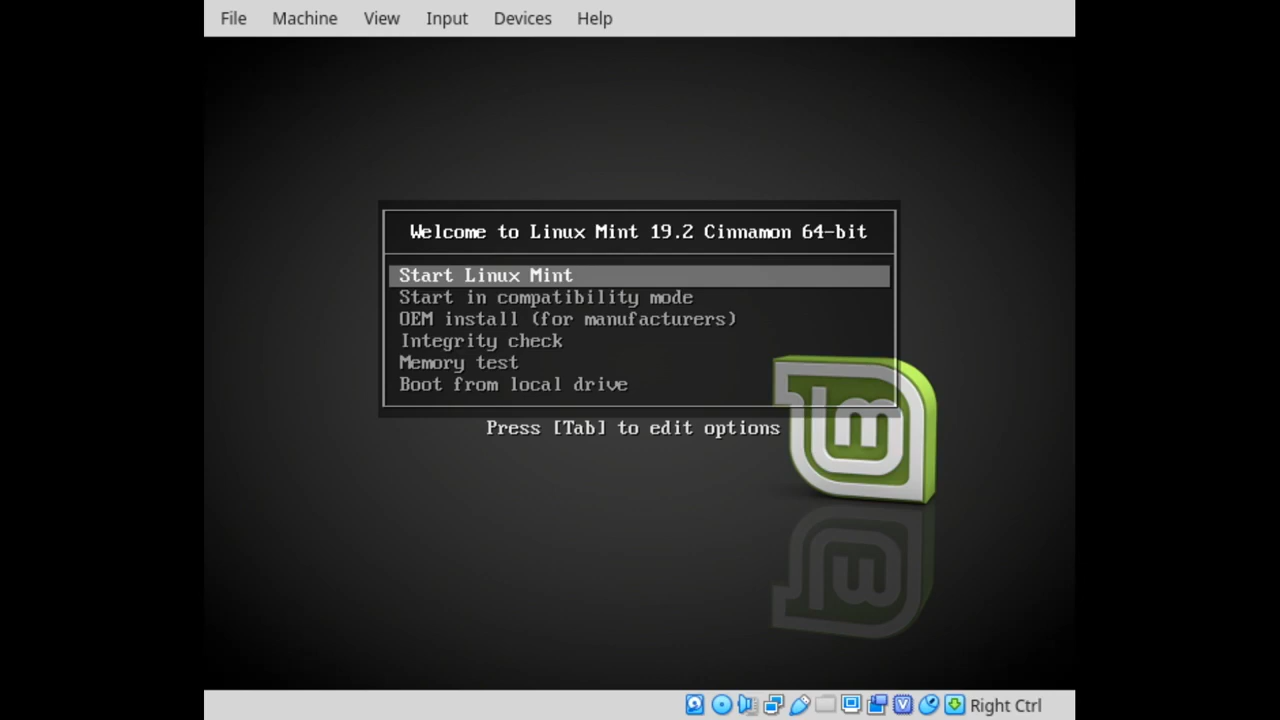 File Machine View Input Devices Help
Welcome to Linux Mint 19.2 Cinnamon 64-bit
Start Linux Mint
Start in compatibility mode
OEM install (for manufacturers)
Integrity check
Memory test
Boot from local drive
Press [Tab] to edit options
Right Ctrl